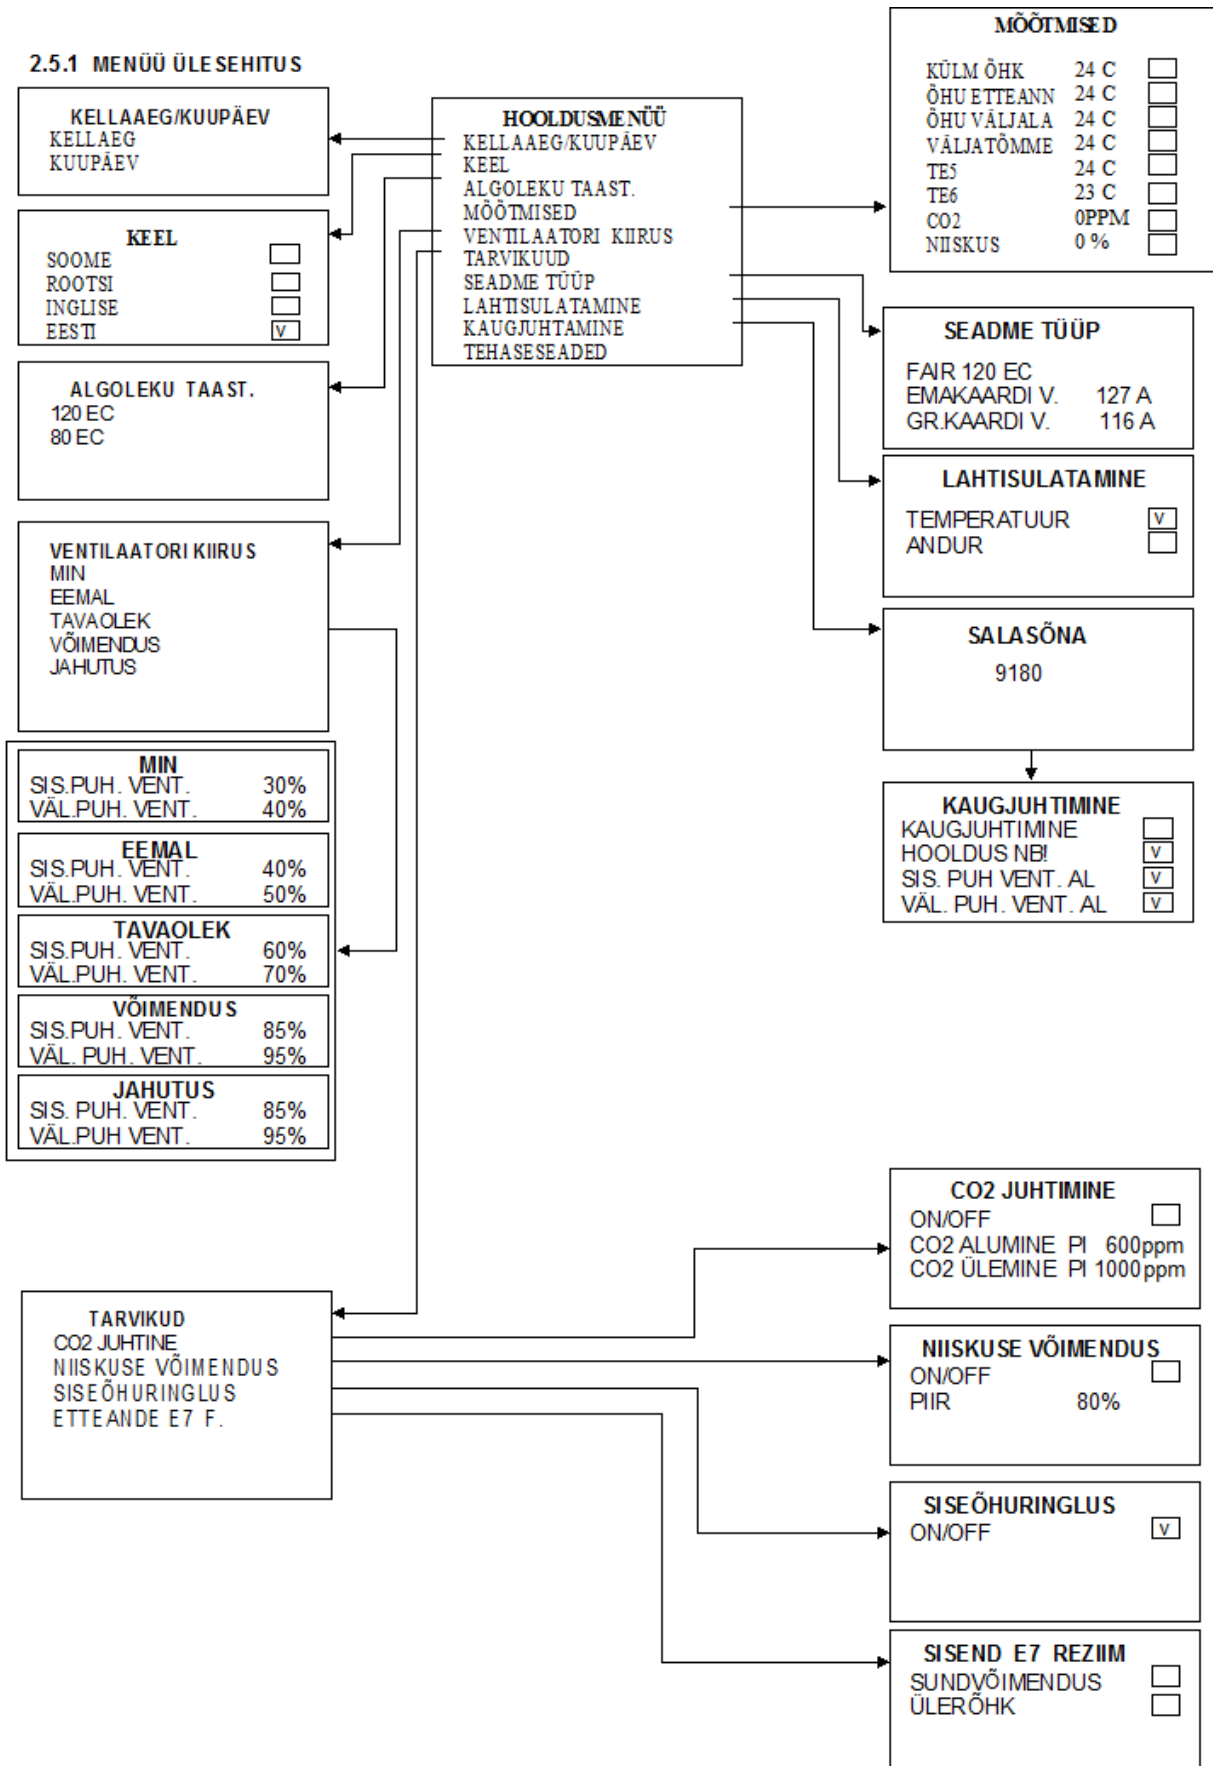 2.5.1 MENÜÜ ÜLESEHITUS
KELLAAEG/KUUPÄEV
KELLAEG
KUUPÄEV
KEEL
SOOME
ROOTSI
INGLISE
EESTI V
ALGOLEKU TAAST.
120 EC
80 EC
VENTILAATORI KIIRUS
MIN
EEMAL
TAVAOLEK
VÕIMENDUS
JAHUTUS
MIN
SIS.PUH. VENT. 30%
VÄL.PUH. VENT. 40%
EEMAL
SIS.PUH. VENT. 40%
VÄL.PUH. VENT. 50%
TAVAOLEK
SIS.PUH. VENT. 60%
VÄL.PUH. VENT. 70%
VÕIMENDUS
SIS.PUH. VENT. 85%
VÄL. PUH. VENT. 95%
JAHUTUS
SIS. PUH. VENT. 85%
VÄL.PUH VENT. 95%
HOOLDUSMENÜÜ
KELLAAEG/KUUPÄEV
KEEL
ALGOLEKU TAAST.
MÕÕTMISED
VENTILAATORI KIIRUS
TARVIKUUD
SEADME TÜÜP
LAHTISULATAMINE
KAUGJUHTAMINE
TEHASESEADED
MÕÕTMISED
KÜLM ÕHK 24 C
ÕHU ETTEANN 24 C
ÕHU VÄLJALA 24 C
VÄLJATÕMME 24 C
TE5 24 C
TE6 23 C
CO2 0PPM
NIISKUS 0 %
SEADME TÜÜP
FAIR 120 EC
EMAKAARDI V. 127 A
GR.KAARDI V. 116 A
LAHTISULATAMINE
TEMPERATUUR V
ANDUR
SALASÕNA
9180
KAUGJUHTIMINE
KAUGJUHTIMINE
HOOLDUS NB! V
SIS. PUH VENT. AL V
VÄL. PUH. VENT. AL V
TARVIKUD
CO2 JUHTINE
NIISKUSE VÕIMENDUS
SISEÕHURINGLUS
ETTEANDE E7 F.
CO2 JUHTIMINE
ON/OFF
CO2 ALUMINE PI 600ppm
CO2 ÜLEMINE PI 1000ppm
NIISKUSE VÕIMENDUS
ON/OFF
PIIR 80%
SISEÕHURINGLUS
ON/OFF V
SISEND E7 REZIIM
SUNDVÕIMENDUS
ÜLERÕHK